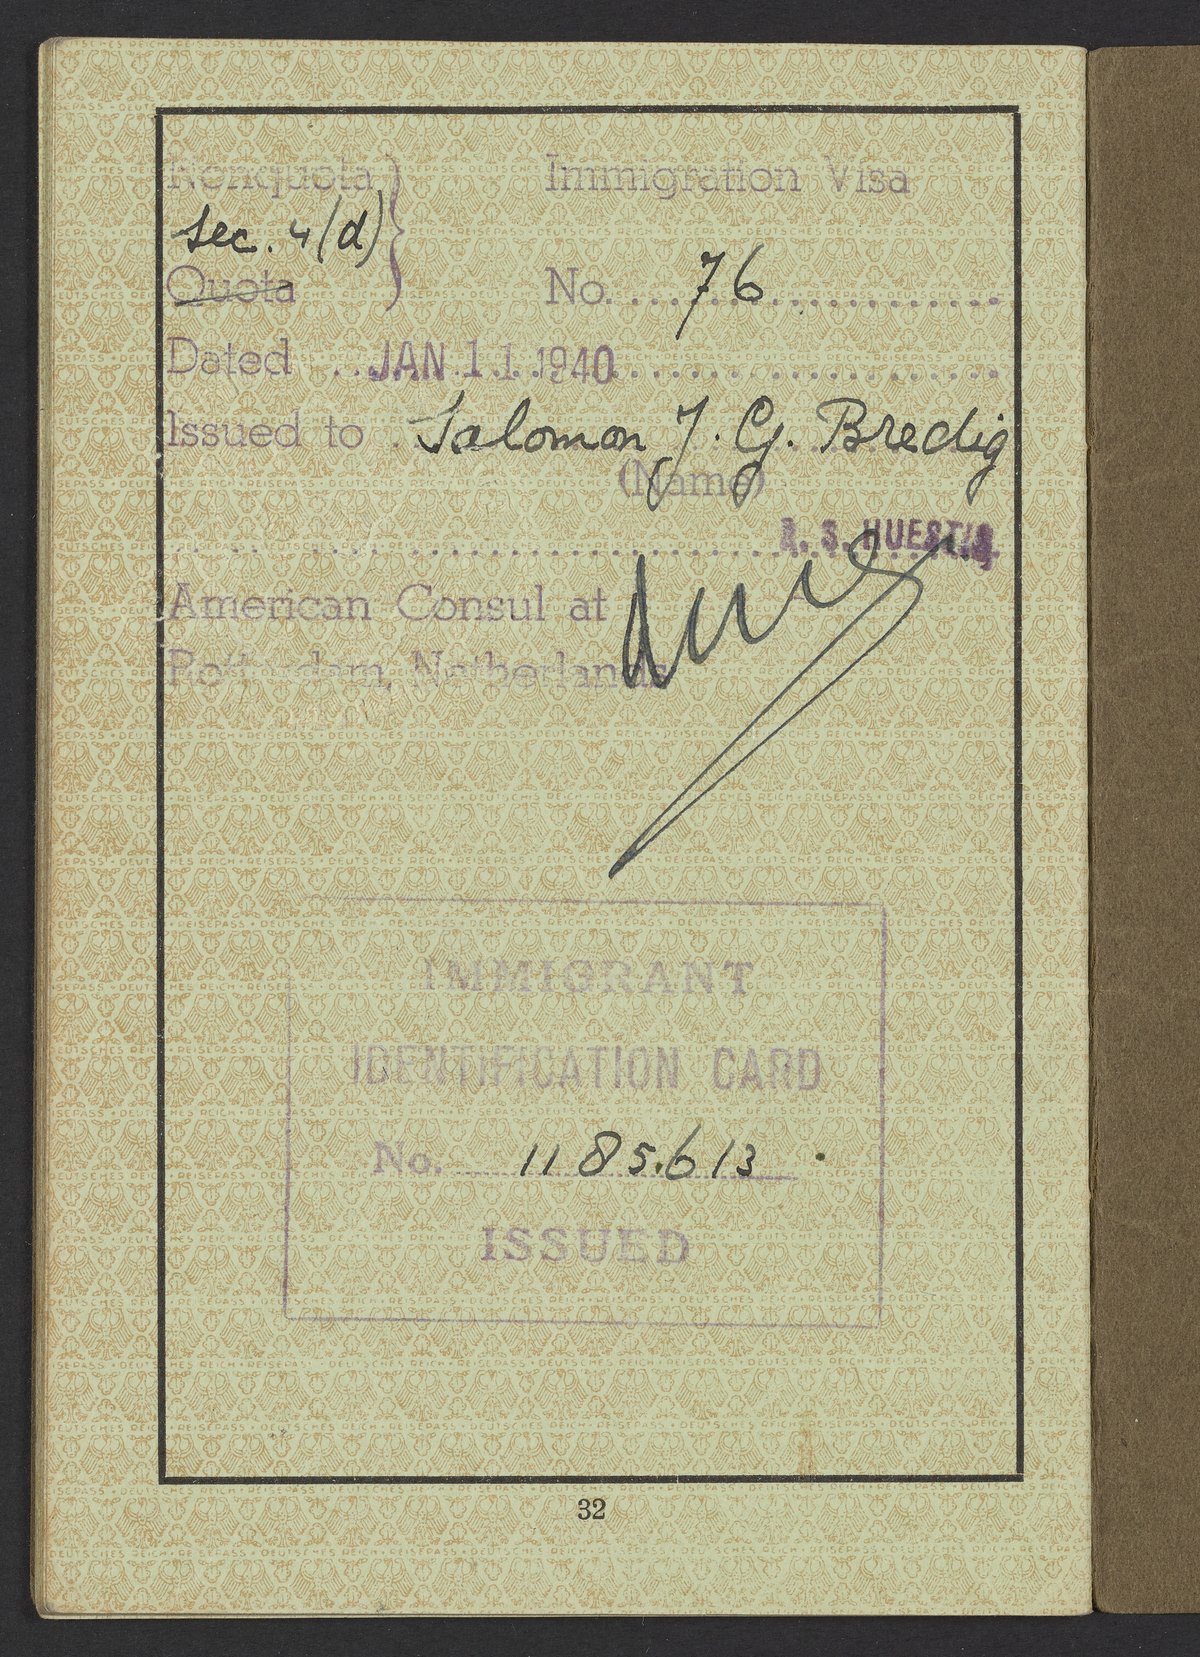 Nonquota } Immigration Visa
Sec. 4(d)
Quota No. 76
Dated JAN 11 1940
Issued to Salomon J. G. Bredig
(Name)
HUESTIS
American Consul at
Rotterdam, Netherlands
IMMIGRANT
IDENTIFICATION CARD
No. 1185613
ISSUED
32